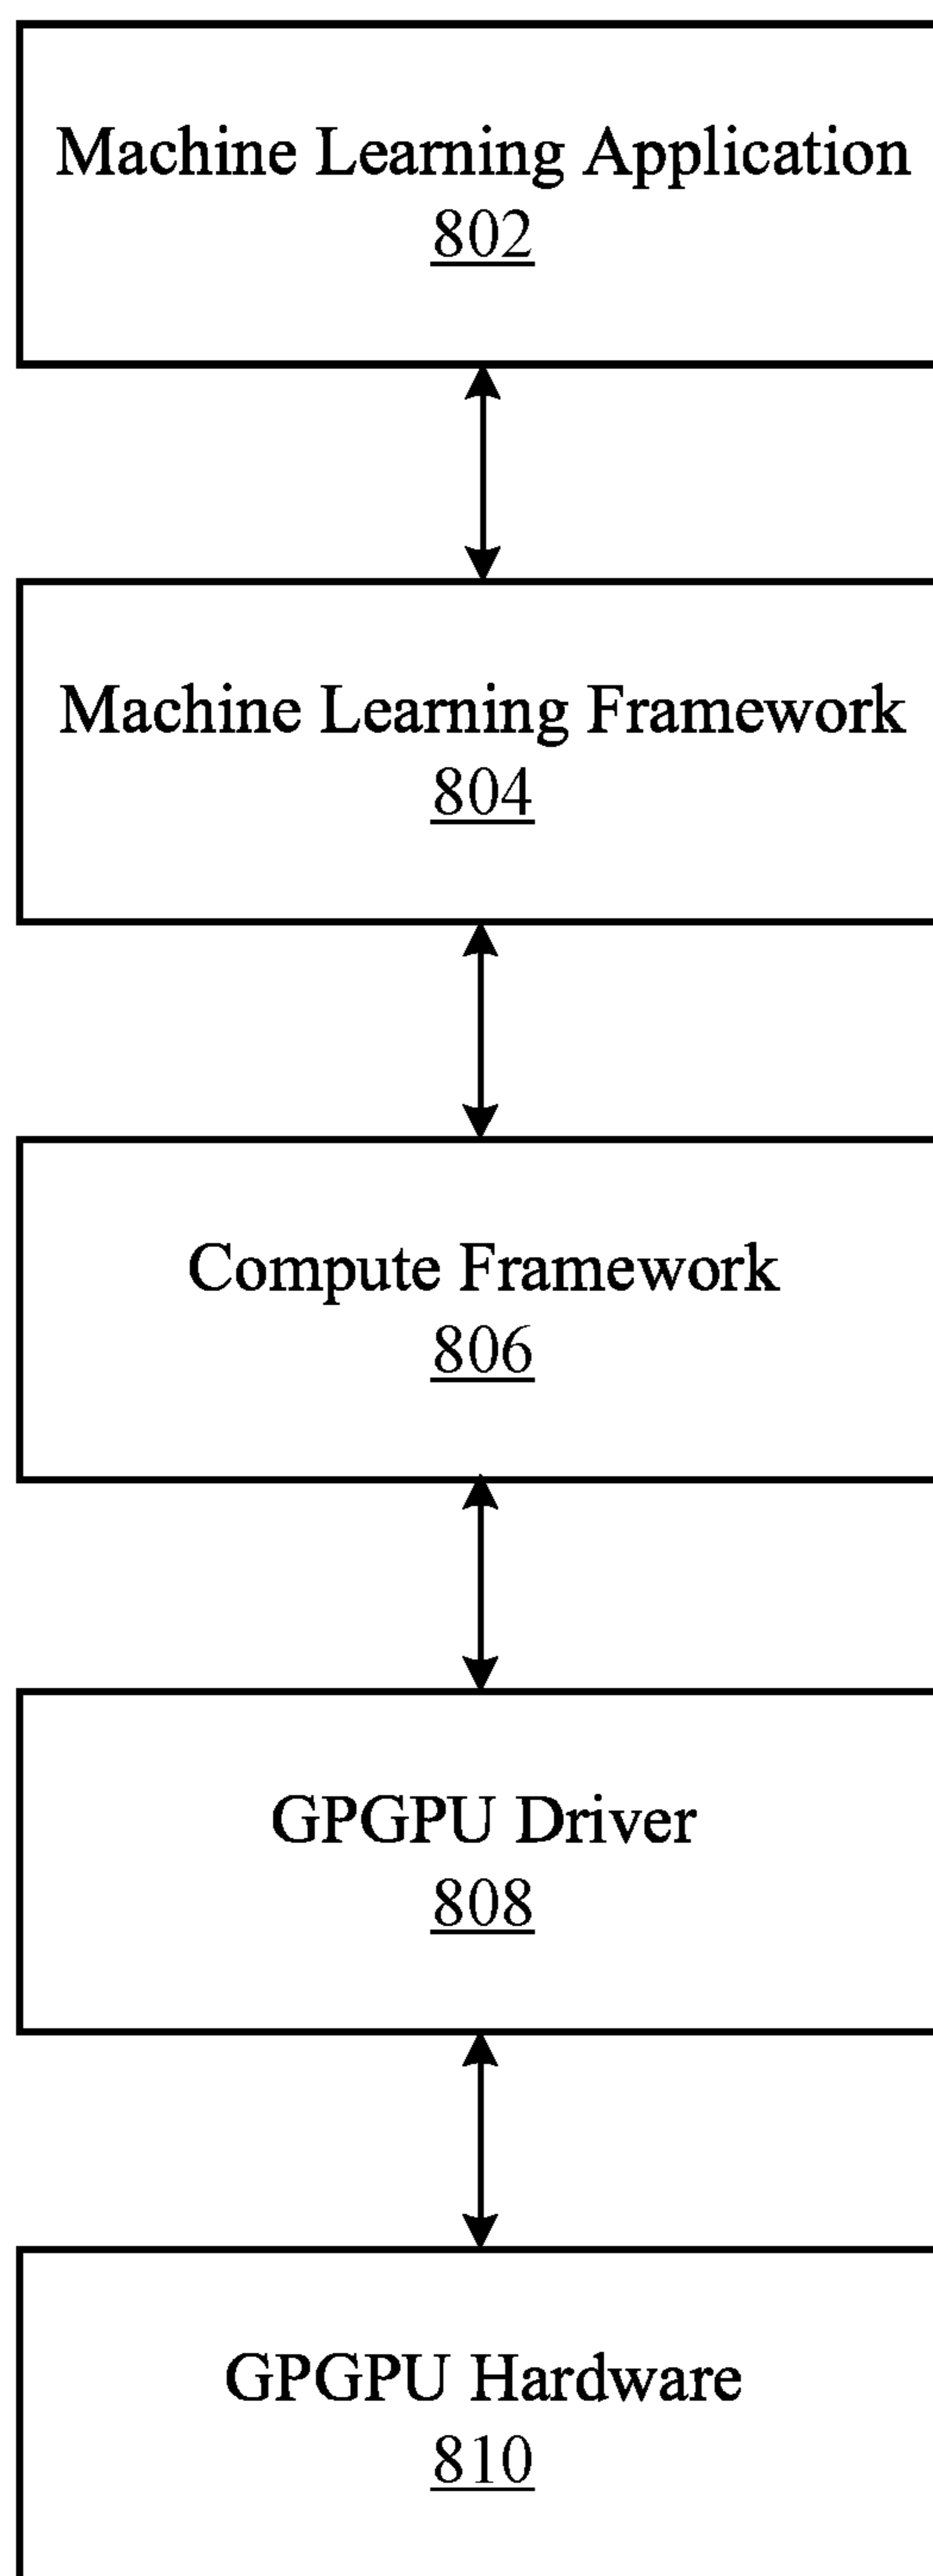 Machine Learning Application
802
Machine Learning Framework
804
Compute Framework
806
GPGPU Driver
808
GPGPU Hardware
810